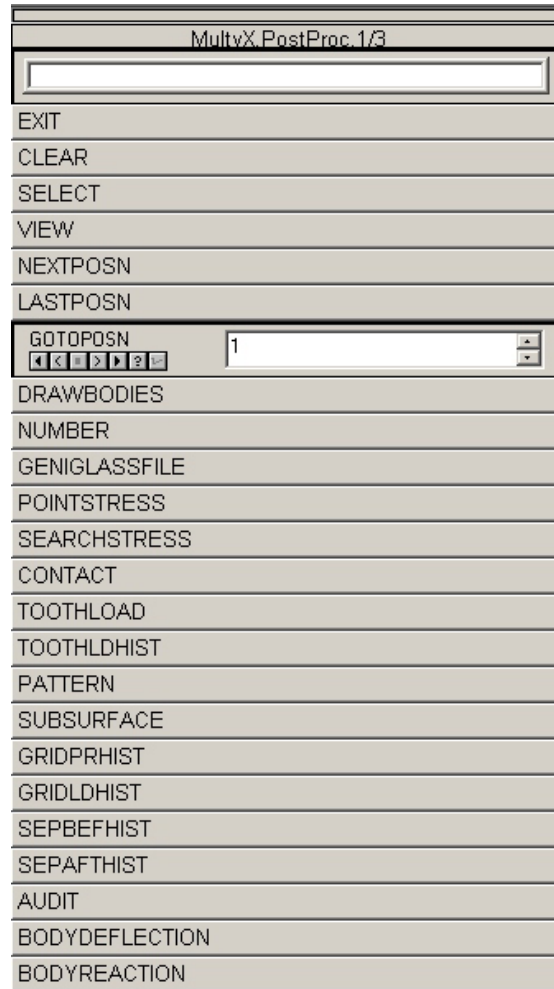 MultyX.PostProc.1/3
EXIT
CLEAR
SELECT
VIEW
NEXTPOSN
LASTPOSN
GOTOPOSN
1
DRAWBODIES
NUMBER
GENIGLASSFILE
POINTSTRESS
SEARCHSTRESS
CONTACT
TOOTHLOAD
TOOTHLDHIST
PATTERN
SUBSURFACE
GRIDPRHIST
GRIDLDHIST
SEPBEFHIST
SEPAFTHIST
AUDIT
BODYDEFLECTION
BODYREACTION